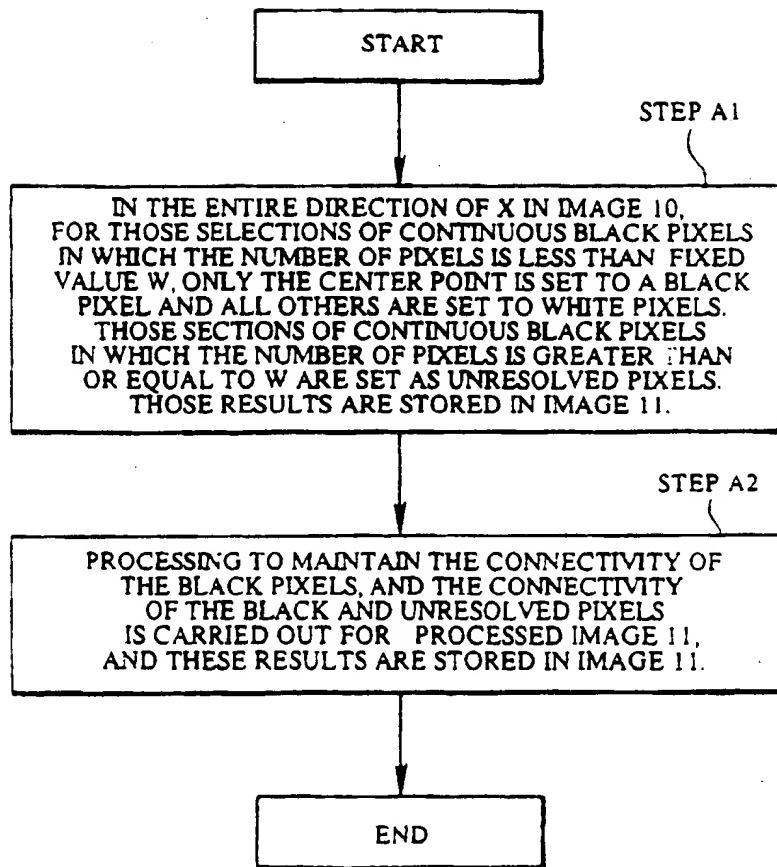 START
STEP A1
IN THE ENTIRE DIRECTION OF X IN IMAGE 10,
FOR THOSE SELECTIONS OF CONTINUOUS BLACK PIXELS
IN WHICH THE NUMBER OF PIXELS IS LESS THAN FIXED
VALUE W, ONLY THE CENTER POINT IS SET TO A BLACK
PIXEL AND ALL OTHERS ARE SET TO WHITE PIXELS.
THOSE SECTIONS OF CONTINUOUS BLACK PIXELS
IN WHICH THE NUMBER OF PIXELS IS GREATER THAN
OR EQUAL TO W ARE SET AS UNRESOLVED PIXELS.
THOSE RESULTS ARE STORED IN IMAGE 11.
STEP A2
PROCESSING TO MAINTAIN THE CONNECTIVITY OF
THE BLACK PIXELS, AND THE CONNECTIVITY
OF THE BLACK AND UNRESOLVED PIXELS
IS CARRIED OUT FOR PROCESSED IMAGE 11,
AND THESE RESULTS ARE STORED IN IMAGE 11.
END